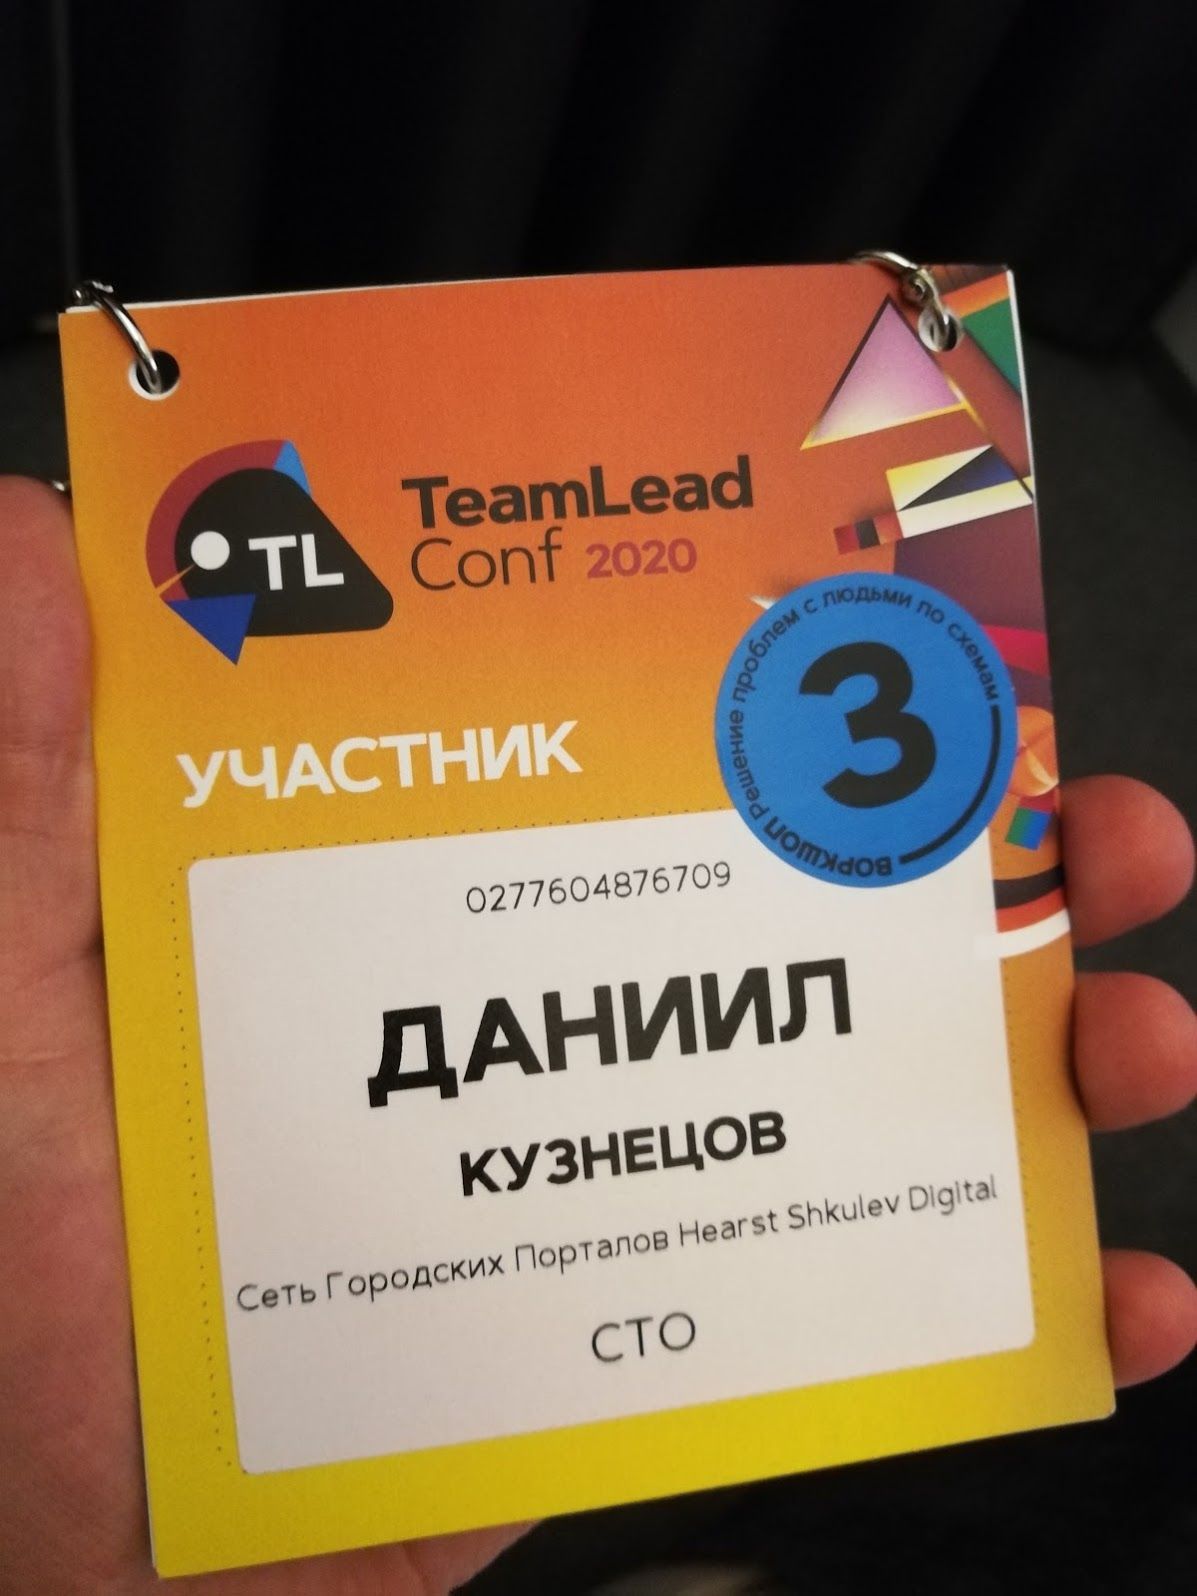 TL
TeamLead
Conf 2020
УЧАСТНИК
3
воркшоп Решение проблем с людьми по схемам
0277604876709
ДАНИИЛ
КУЗНЕЦОВ
Сеть Городских Порталов Hearst Shkulev Digital
CTO